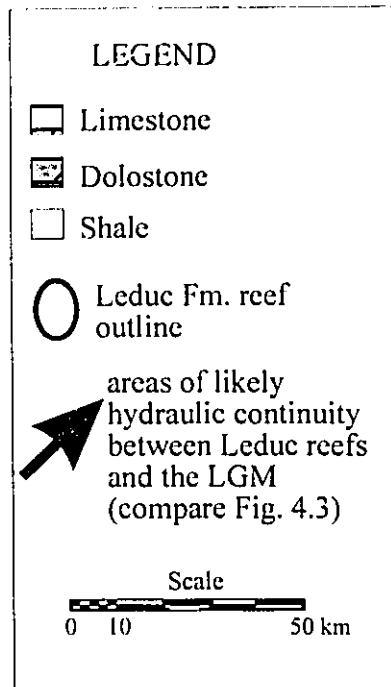 LEGEND
Limestone
Dolostone
Shale
Leduc Fm. reef
outline
areas of likely
hydraulic continuity
between Leduc reefs
and the LGM
(compare Fig. 4.3)
Scale
0 10 50 km